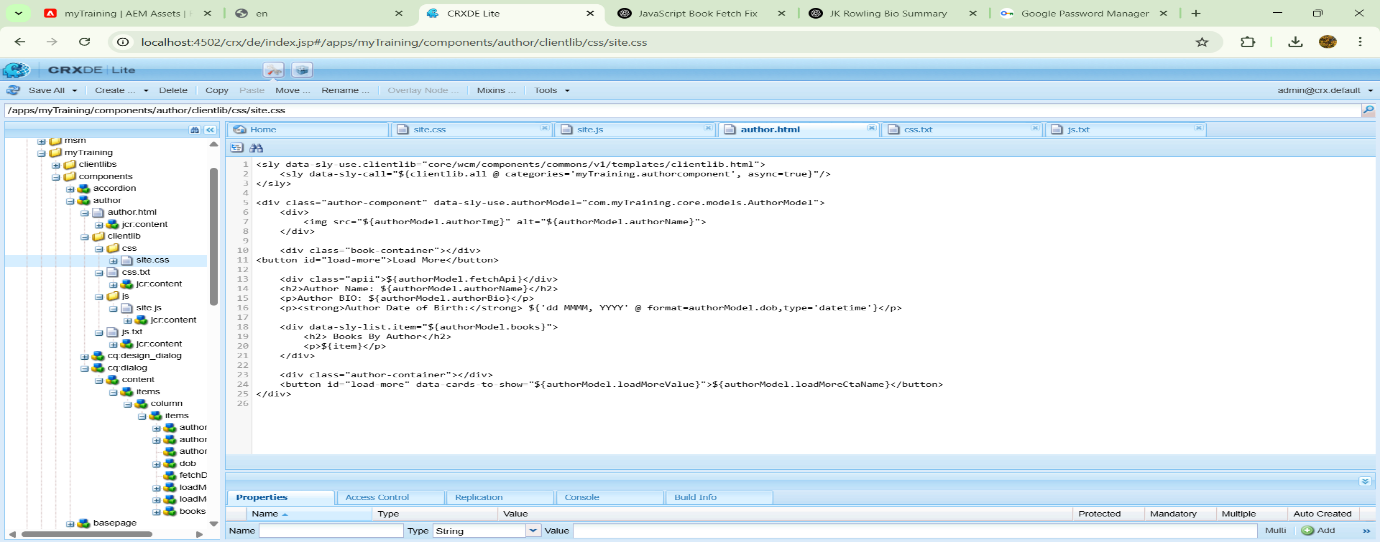 myTraining | AEM Assets |
en
CRXDE Lite
JavaScript Book Fetch Fix
JK Rowling Bio Summary
Google Password Manager
localhost:4502/crx/de/index.jsp#/apps/myTraining/components/author/clientlib/css/site.css
CRXDE | Lite
Save All Create ... Delete Copy Paste Move ... Rename ... Overlay Node ... Mixins ... Tools admin@crx.default
/apps/myTraining/components/author/clientlib/css/site.css
msm
myTraining
clientlibs
components
accordion
author
author.html
jcr:content
clientlib
css
site.css
css.txt
jcr:content
js
site.js
jcr:content
js.txt
jcr:content
cq:design_dialog
cq:dialog
content
items
column
items
author
author
author
dob
fetchD
loadM
loadM
books
basepage
Home site.css site.js author.html css.txt js.txt
1 <sly data-sly-use.clientlib="core/wcm/components/commons/v1/templates/clientlib.html">
2 <sly data-sly-call="${clientlib.all @ categories='myTraining.authorcomponent', async=true}"/>
3 </sly>
4
5 <div class="author-component" data-sly-use.authorModel="com.myTraining.core.models.AuthorModel">
6 <div>
7 <img src="${authorModel.authorImg}" alt="${authorModel.authorName}">
8 </div>
9
10 <div class="book-container"></div>
11 <button id="load-more">Load More</button>
12
13 <div class="apii">${authorModel.fetchApi}</div>
14 <h2>Author Name: ${authorModel.authorName}</h2>
15 <p>Author BIO: ${authorModel.authorBio}</p>
16 <p><strong>Author Date of Birth:</strong> ${'dd MMMM, YYYY' @ format=authorModel.dob,type='datetime'}</p>
17
18 <div data-sly-list.item="${authorModel.books}">
19 <h2> Books By Author</h2>
20 <p>${item}</p>
21 </div>
22
23 <div class="author-container"></div>
24 <button id="load-more" data-cards-to-show="${authorModel.loadMoreValue}">${authorModel.loadMoreCtaName}</button>
25 </div>
26
Properties Access Control Replication Console Build Info
Name Type Value Protected Mandatory Multiple Auto Created
Name Type String Value Multi Add